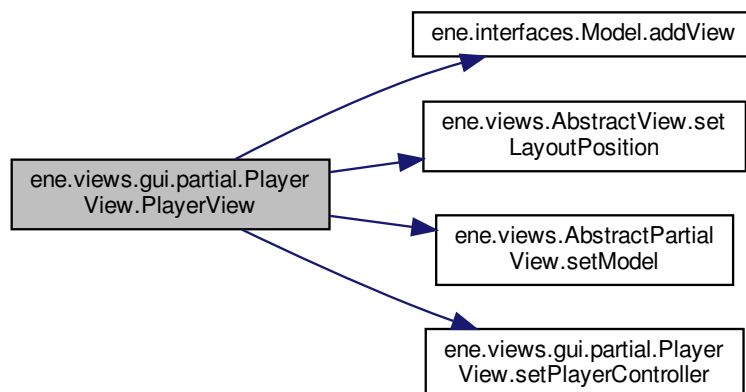 ene.interfaces.Model.addView
ene.views.AbstractView.set
LayoutPosition
ene.views.gui.partial.Player
View.PlayerView
ene.views.AbstractPartial
View.setModel
ene.views.gui.partial.Player
View.setPlayerController